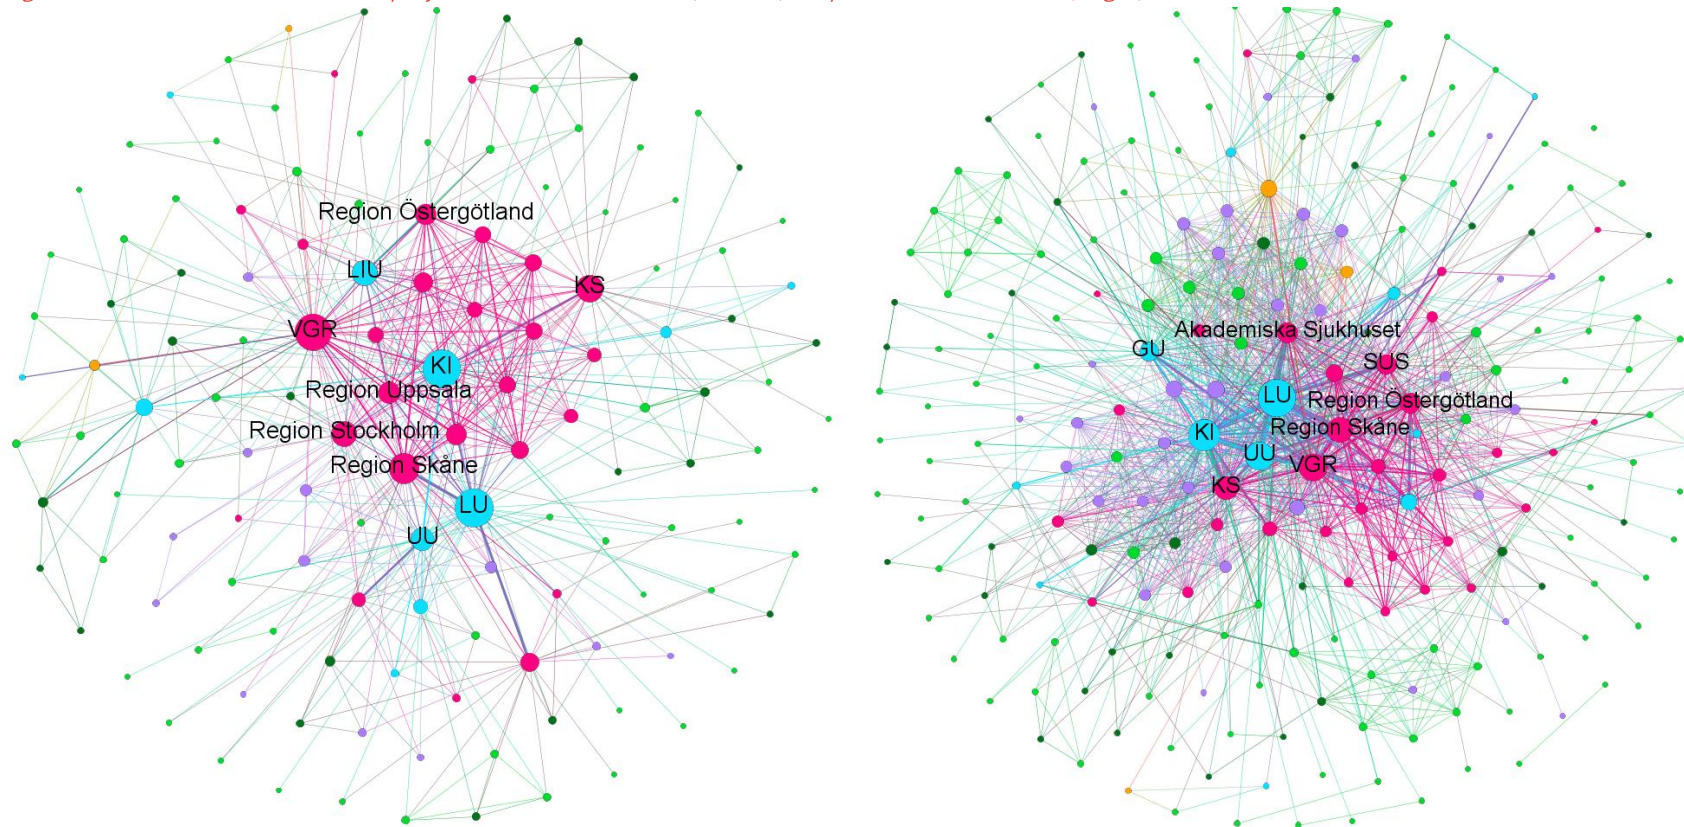 Region Östergötland
LIU
KS
VGR
KI
Region Uppsala
Region Stockholm
Region Skåne
LU
UU
Akademiska Sjukhuset
GU
SUS
LU
Region Östergötland
Region Skåne
KI
UU
VGR
KS